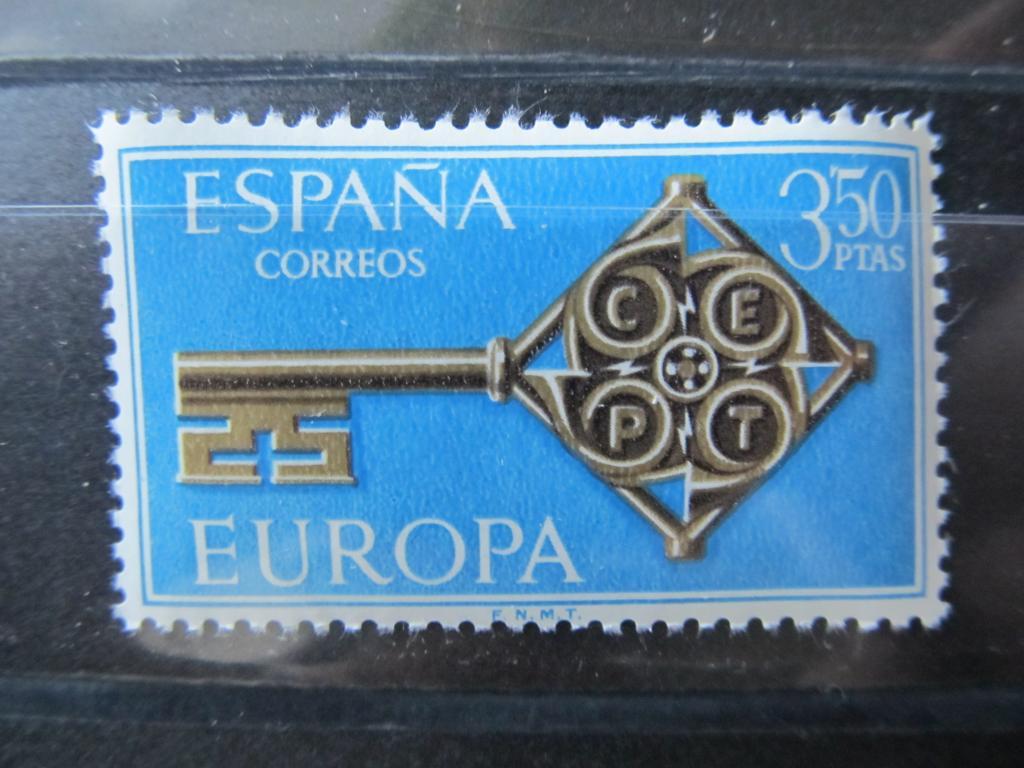 ESPAÑA
CORREOS
3'50
PTAS
C E
P T
EUROPA
F. N. M. T.